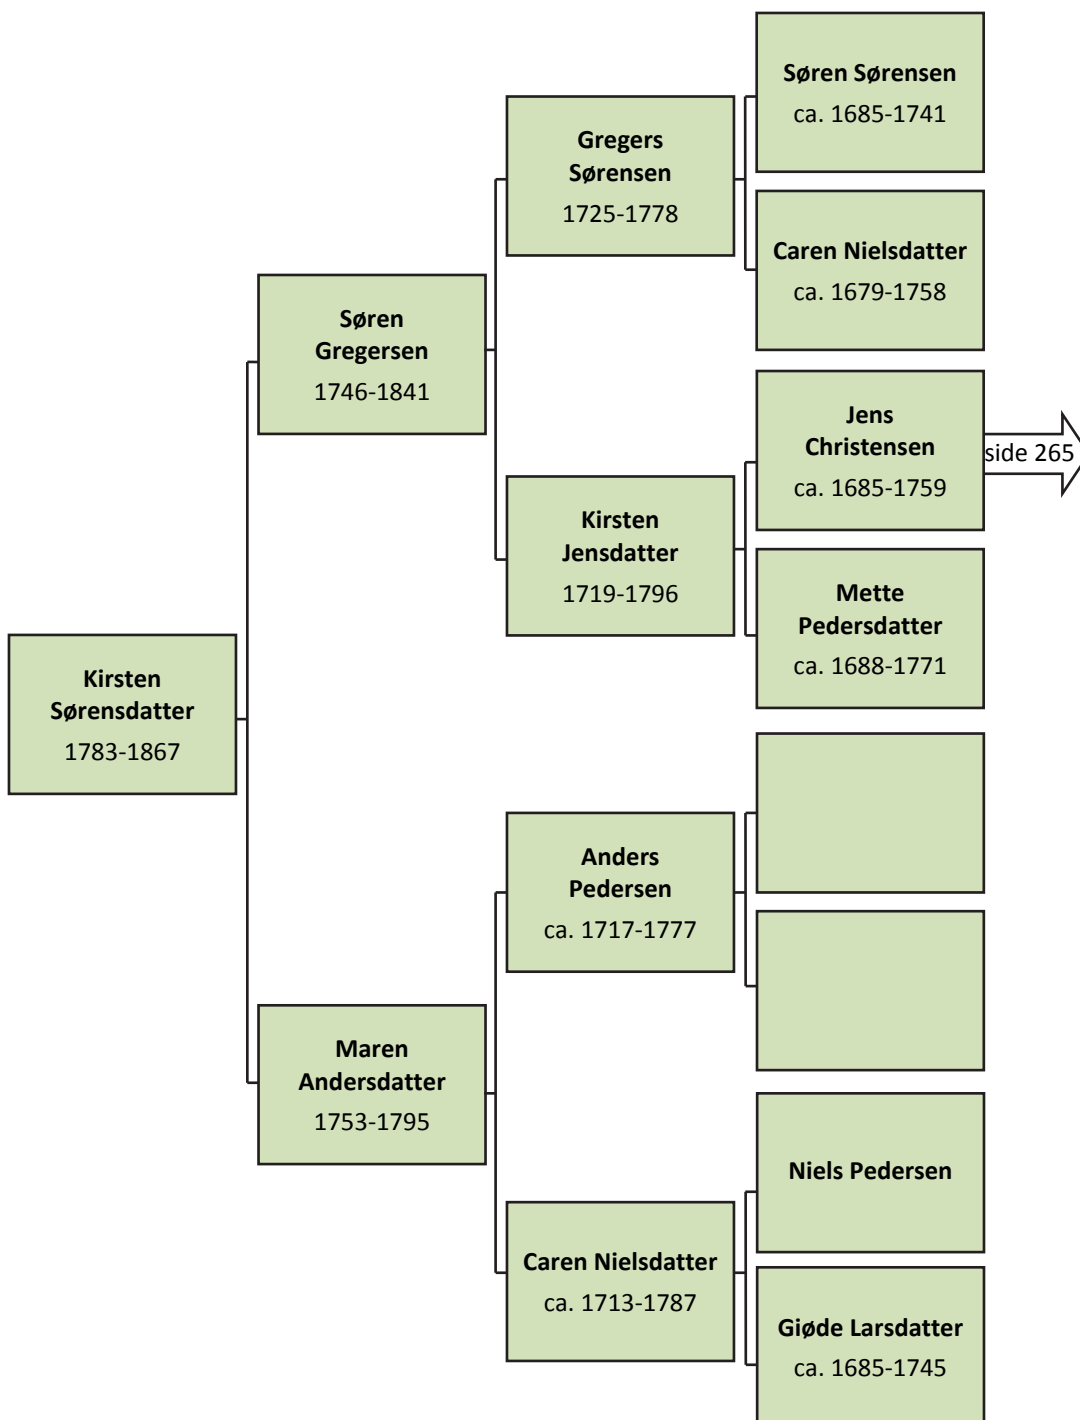 Søren Sørensen
ca. 1685-1741
Gregers
Sørensen
1725-1778
Caren Nielsdatter
ca. 1679-1758
Søren
Gregersen
1746-1841
Jens
Christensen
ca. 1685-1759
side 265
Kirsten
Jensdatter
1719-1796
Mette
Pedersdatter
ca. 1688-1771
Kirsten
Sørensdatter
1783-1867
Anders
Pedersen
ca. 1717-1777
Maren
Andersdatter
1753-1795
Niels Pedersen
Caren Nielsdatter
ca. 1713-1787
Giøde Larsdatter
ca. 1685-1745